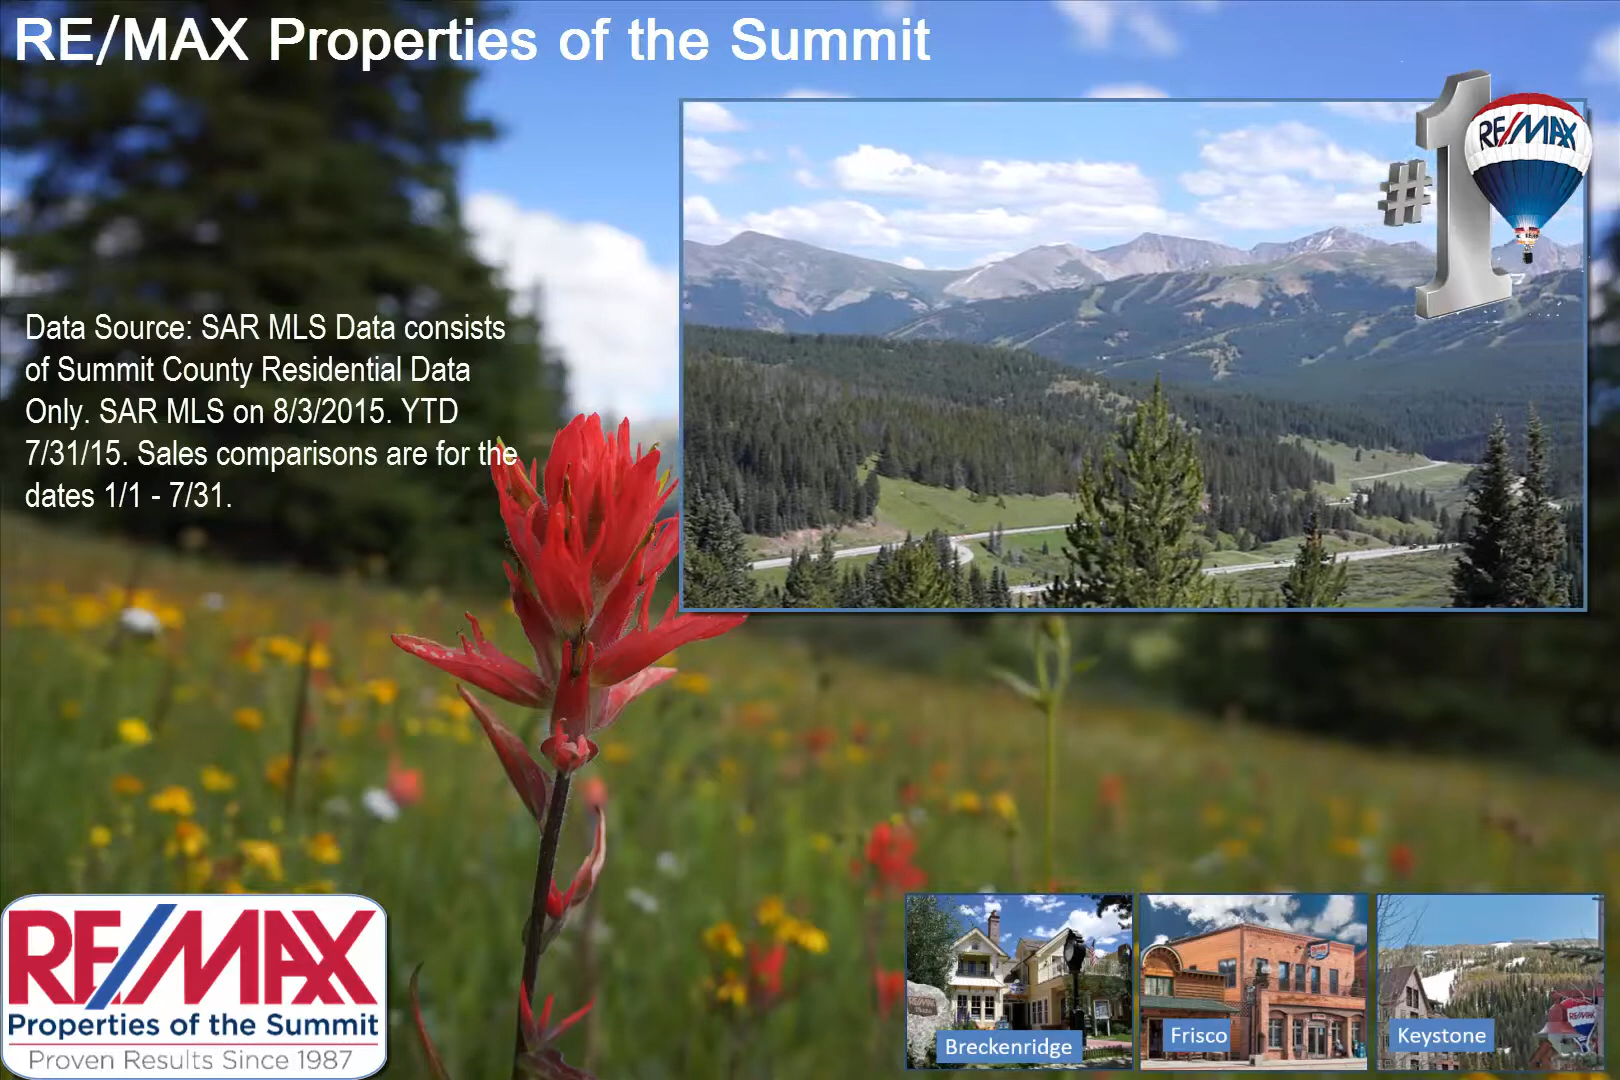 RE/MAX Properties of the Summit
#1
RE/MAX
Data Source: SAR MLS Data consists
of Summit County Residential Data
Only. SAR MLS on 8/3/2015. YTD
7/31/15. Sales comparisons are for the
dates 1/1 - 7/31.
RE/MAX
Properties of the Summit
Proven Results Since 1987
Breckenridge
Frisco
Keystone
RE/MAX